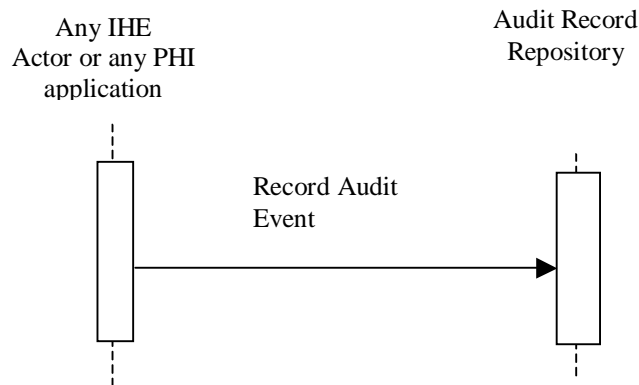 Any IHE
Actor or any PHI
application
Audit Record
Repository
Record Audit
Event